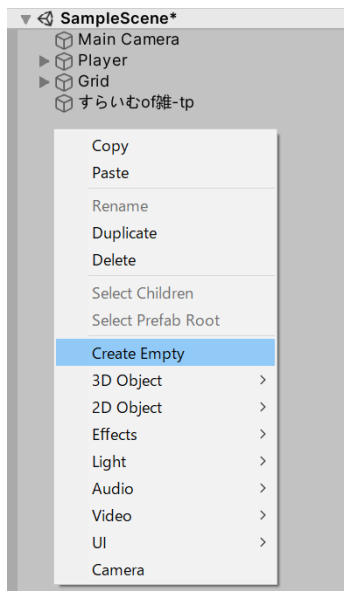 SampleScene*
Main Camera
Player
Grid
すらいむof雑-tp
Copy
Paste
Rename
Duplicate
Delete
Select Children
Select Prefab Root
Create Empty
3D Object
2D Object
Effects
Light
Audio
Video
UI
Camera